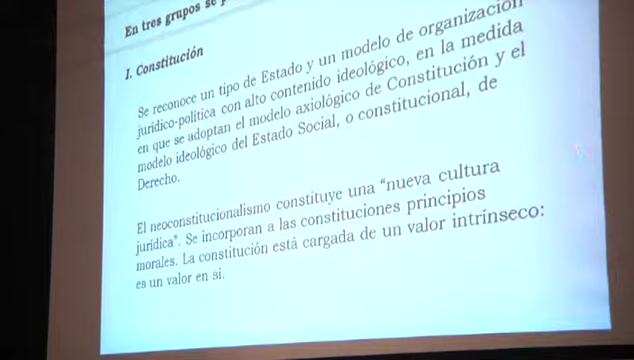 En tres grupos se
I. Constitución
Se reconoce un tipo de Estado y un modelo de organización
jurídico-política con alto contenido ideológico, en la medida
en que se adoptan el modelo axiológico de Constitución y el
modelo ideológico del Estado Social, o constitucional, de
Derecho.
El neoconstitucionalismo constituye una “nueva cultura
jurídica”. Se incorporan a las constituciones principios
morales. La constitución está cargada de un valor intrínseco:
es un valor en sí.